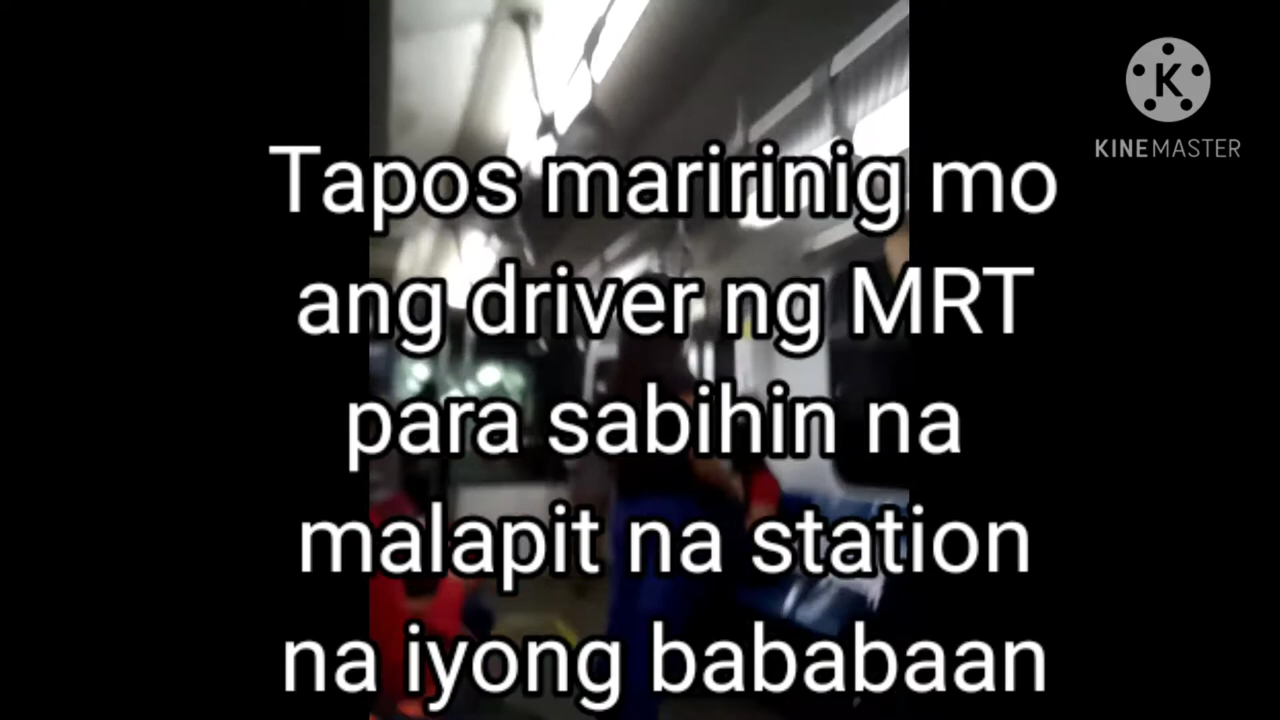 K
KINEMASTER
Tapos maririnig mo
ang driver ng MRT
para sabihin na
malapit na station
na iyong bababaan